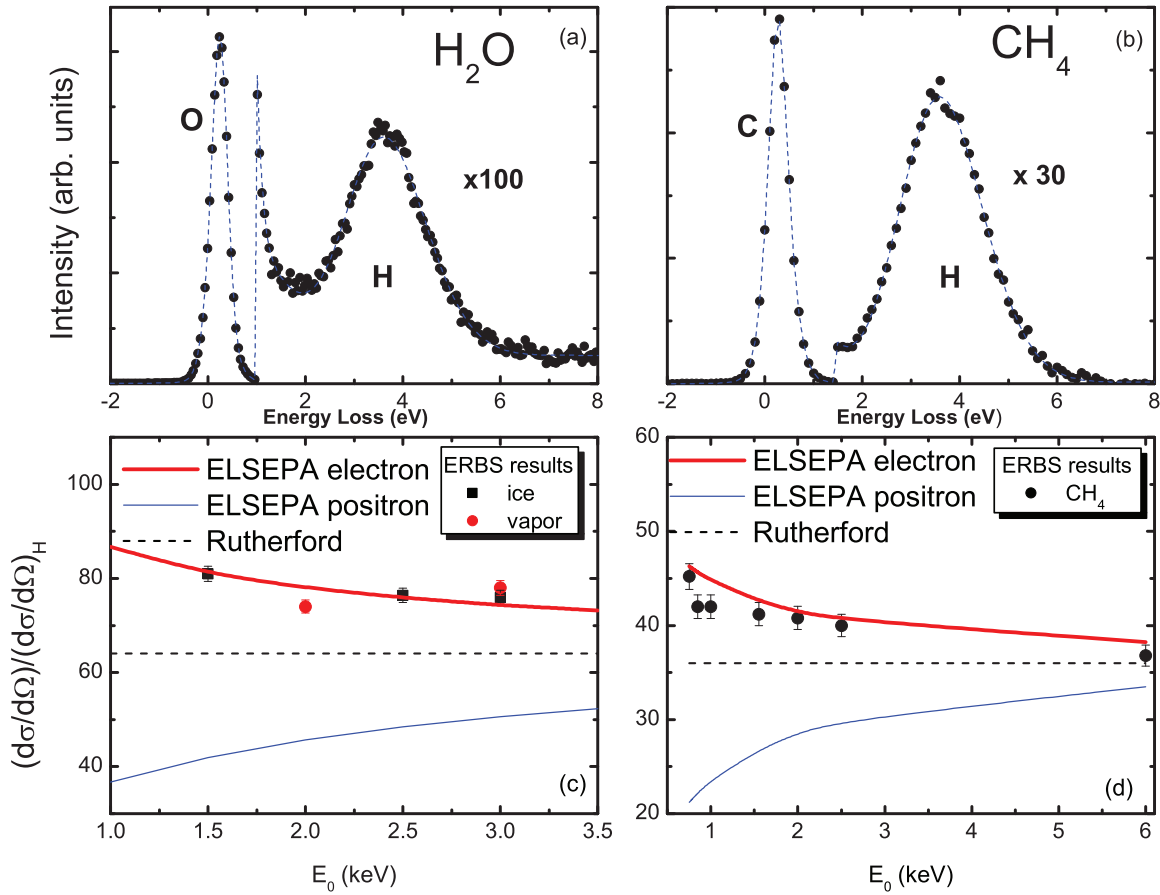 H2O
(a)
O
x100
H
Intensity (arb. units)
-2 0 2 4 6 8
Energy Loss (eV)
CH4
(b)
C
x 30
H
-2 0 2 4 6 8
Energy Loss (eV)
ELSEPA electron
ELSEPA positron
Rutherford
ERBS results
ice
vapor
100
80
60
40
(dσ/dΩ)/(dσ/dΩ)H
(c)
1.0 1.5 2.0 2.5 3.0 3.5
E0 (keV)
ELSEPA electron
ELSEPA positron
Rutherford
ERBS results
CH4
60
50
40
30
20
(d)
1 2 3 4 5 6
E0 (keV)